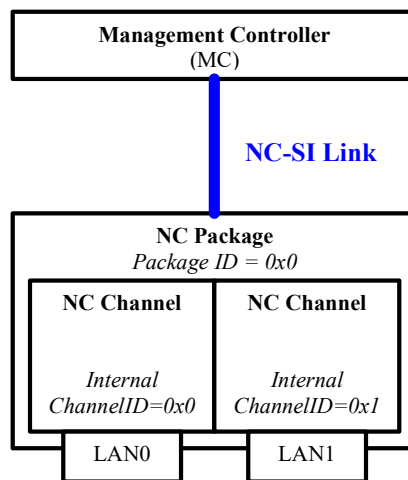 Management Controller
(MC)
NC-SI Link
NC Package
Package ID = 0x0
NC Channel
Internal
ChannelID=0x0
NC Channel
Internal
ChannelID=0x1
LAN0
LAN1